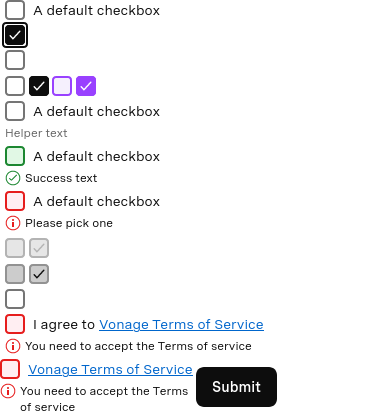 A default checkbox
A default checkbox
Helper text
A default checkbox
Success text
A default checkbox
Please pick one
I agree to Vonage Terms of Service
You need to accept the Terms of service
Vonage Terms of Service
You need to accept the Terms
of service
Submit